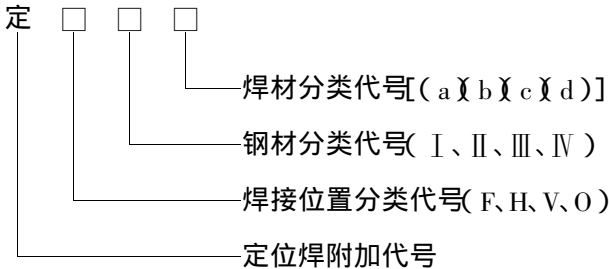 定 □ □ □
焊材分类代号[(a)(b)(c)(d)]
钢材分类代号(Ⅰ、Ⅱ、Ⅲ、Ⅳ)
焊接位置分类代号(F、H、V、O)
定位焊附加代号